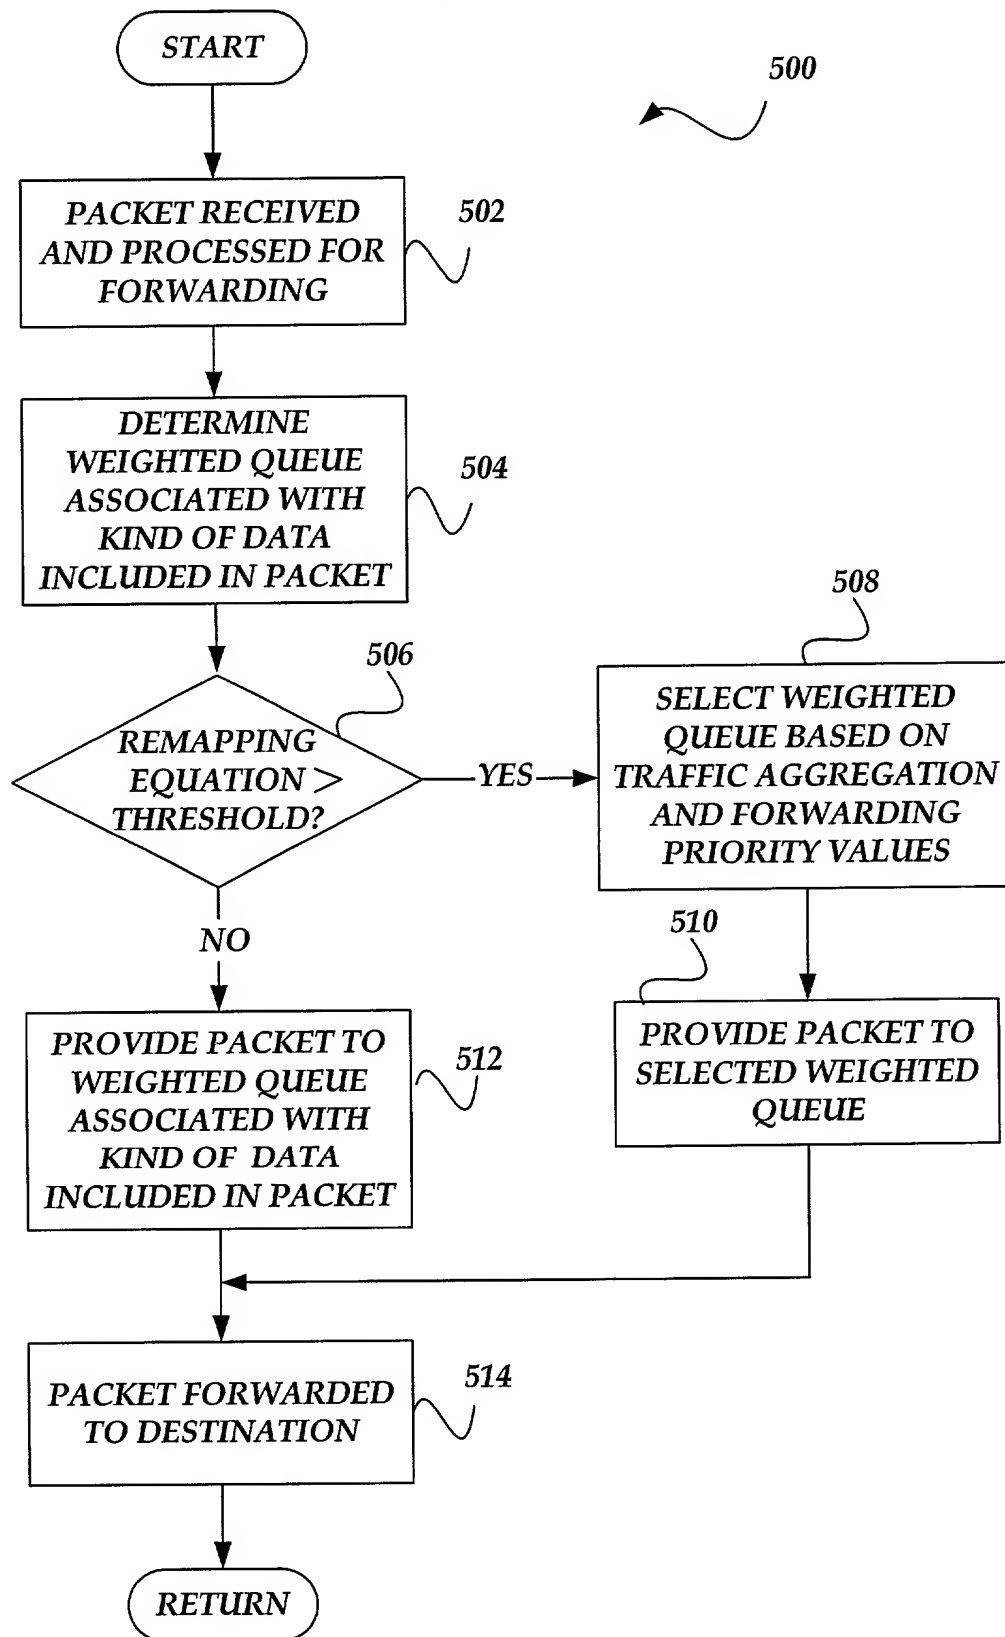 START
500
PACKET RECEIVED
AND PROCESSED FOR
FORWARDING
502
DETERMINE
WEIGHTED QUEUE
ASSOCIATED WITH
KIND OF DATA
INCLUDED IN PACKET
504
REMAPPING
EQUATION >
THRESHOLD?
506
YES
SELECT WEIGHTED
QUEUE BASED ON
TRAFFIC AGGREGATION
AND FORWARDING
PRIORITY VALUES
508
NO
PROVIDE PACKET TO
SELECTED WEIGHTED
QUEUE
510
PROVIDE PACKET TO
WEIGHTED QUEUE
ASSOCIATED WITH
KIND OF DATA
INCLUDED IN PACKET
512
PACKET FORWARDED
TO DESTINATION
514
RETURN